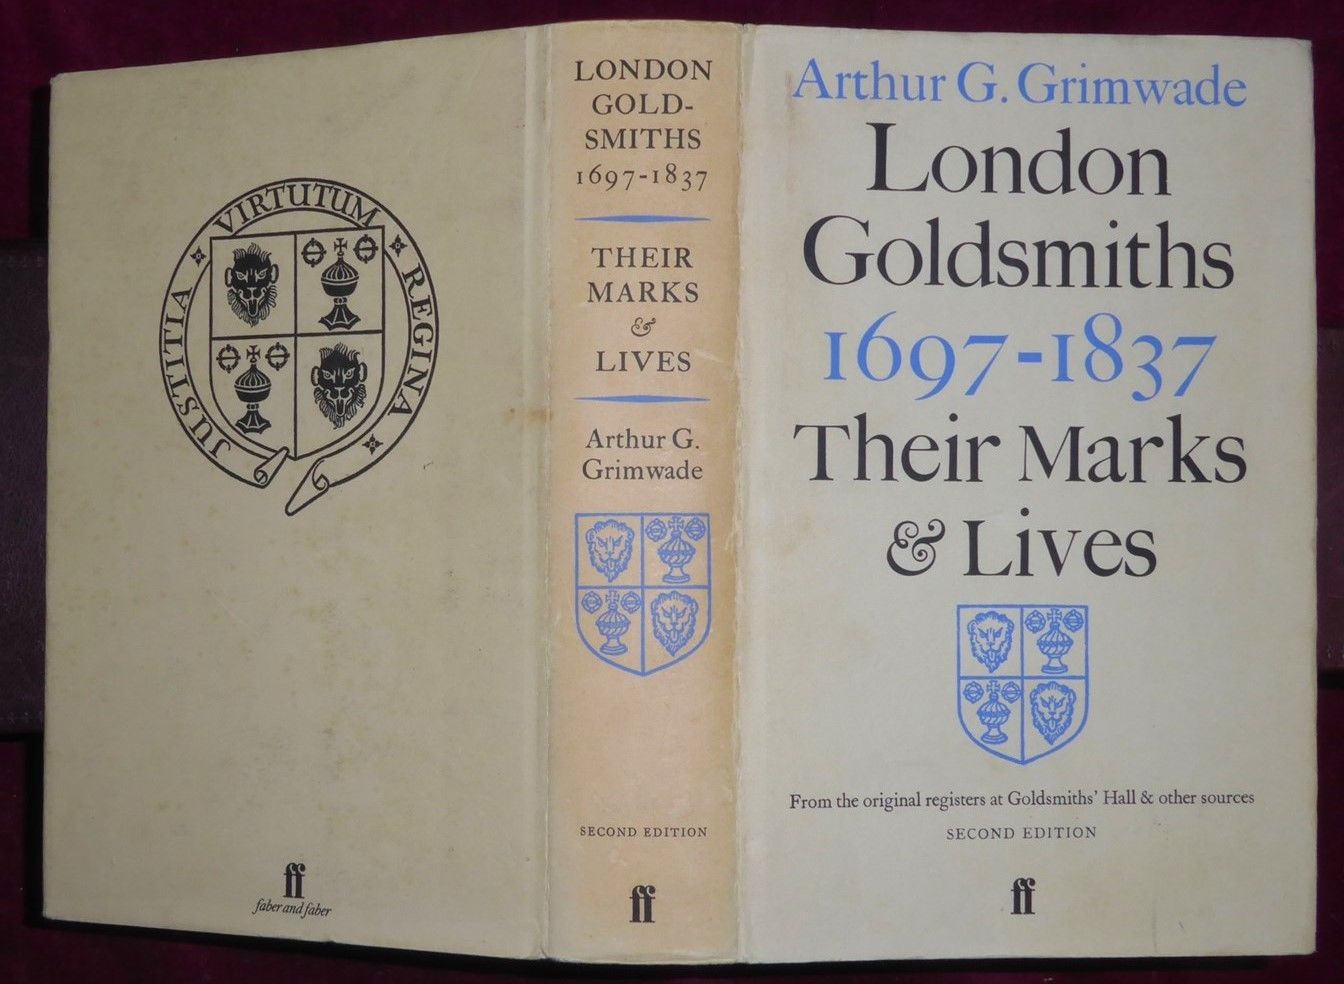 JUSTITIA VIRTUTUM REGINA
ff
faber and faber
LONDON
GOLD-
SMITHS
1697-1837
THEIR
MARKS
&
LIVES
Arthur G.
Grimwade
SECOND EDITION
ff
Arthur G. Grimwade
London
Goldsmiths
1697-1837
Their Marks
& Lives
From the original registers at Goldsmiths' Hall & other sources
SECOND EDITION
ff